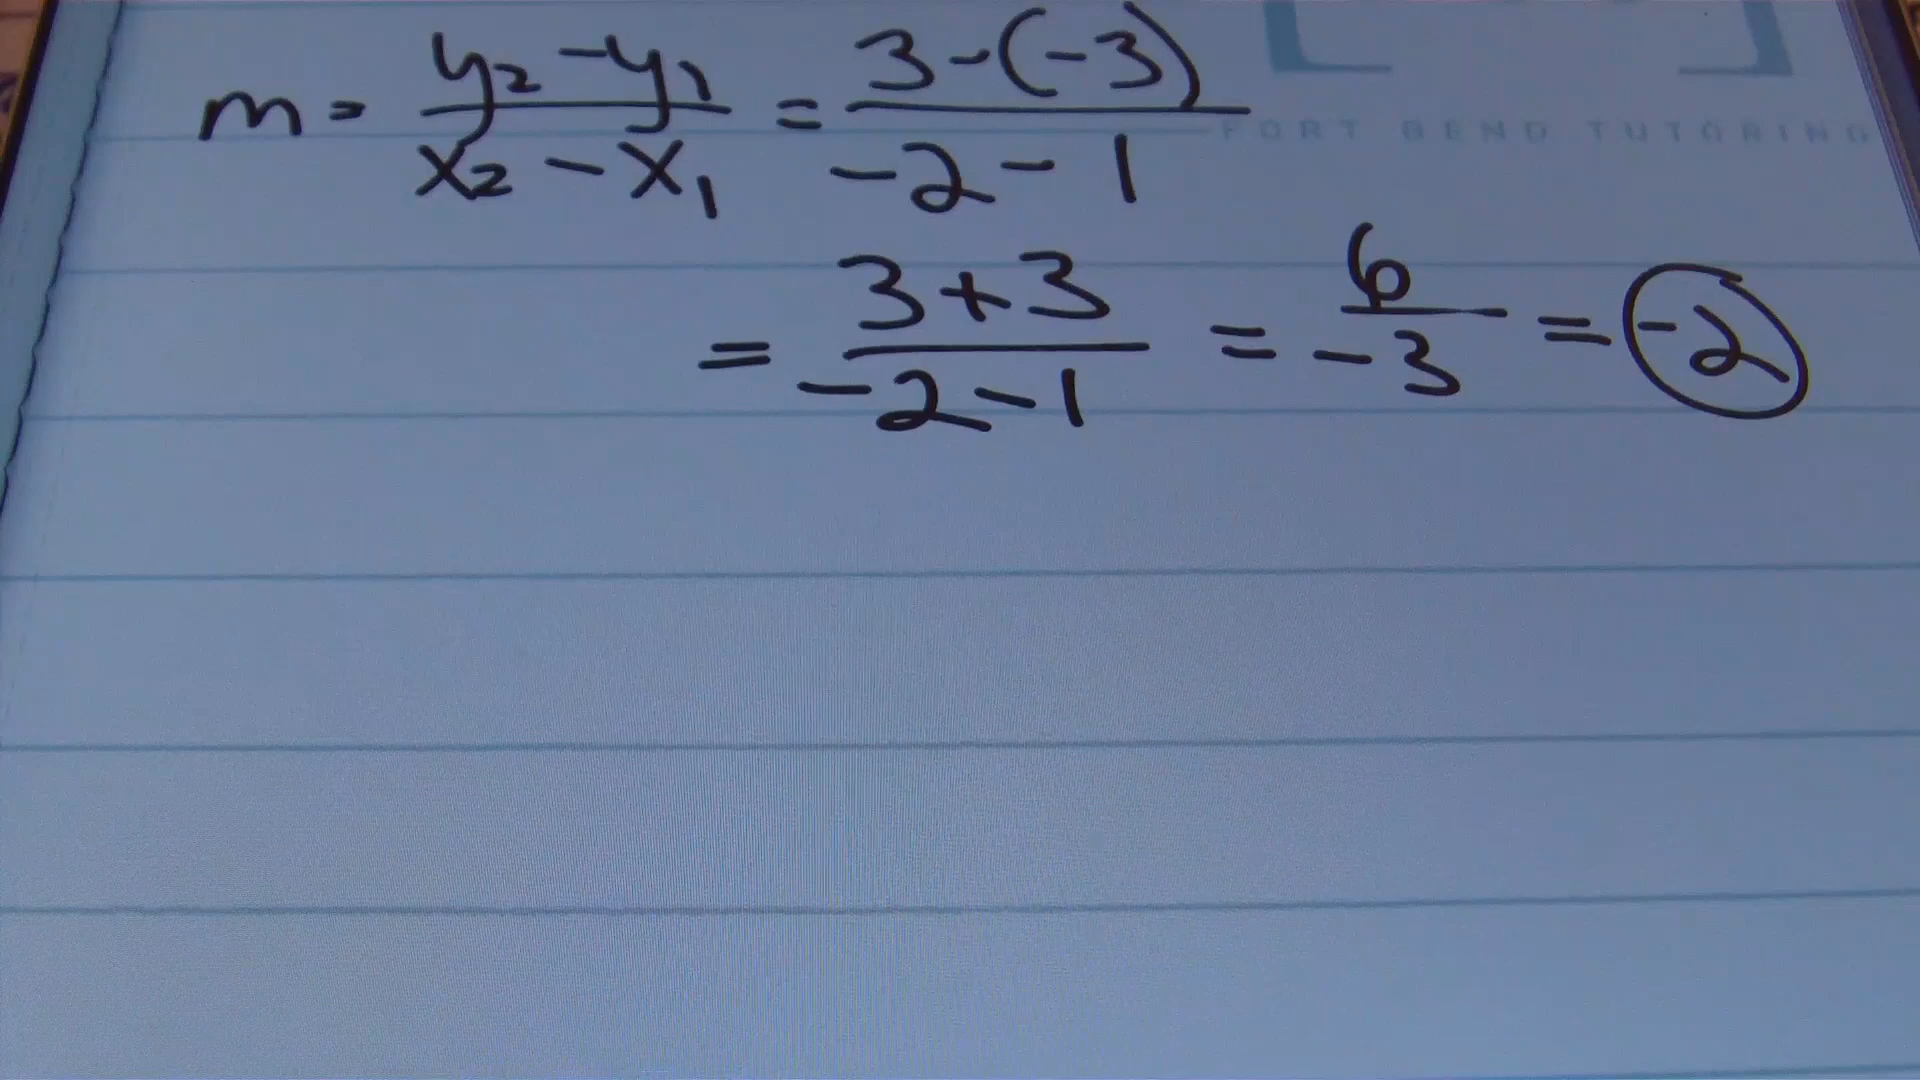 m = y₂ - y₁ / x₂ - x₁ = 3 - (-3) / -2 - 1
FORT BEND TUTORING
= 3 + 3 / -2 - 1 = 6 / -3 = -2